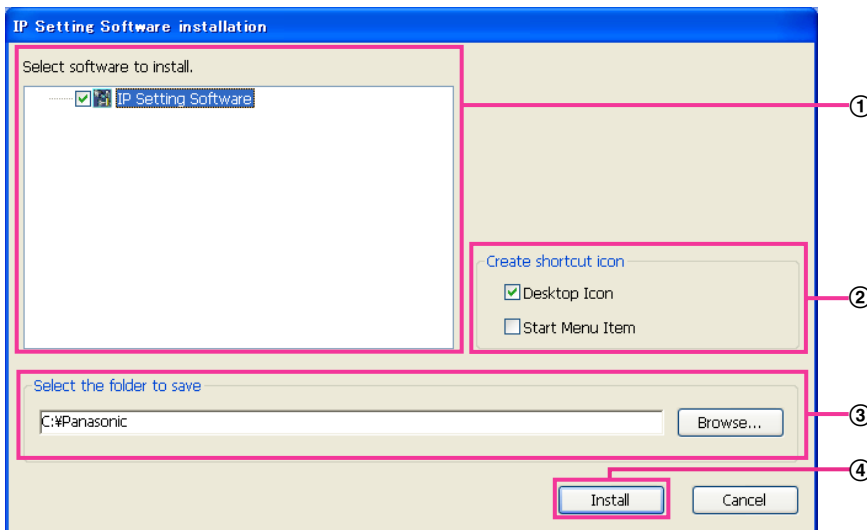 IP Setting Software installation
Select software to install.
IP Setting Software
①
Create shortcut icon
Desktop Icon
Start Menu Item
②
Select the folder to save
C:¥Panasonic
Browse...
③
④
Install
Cancel